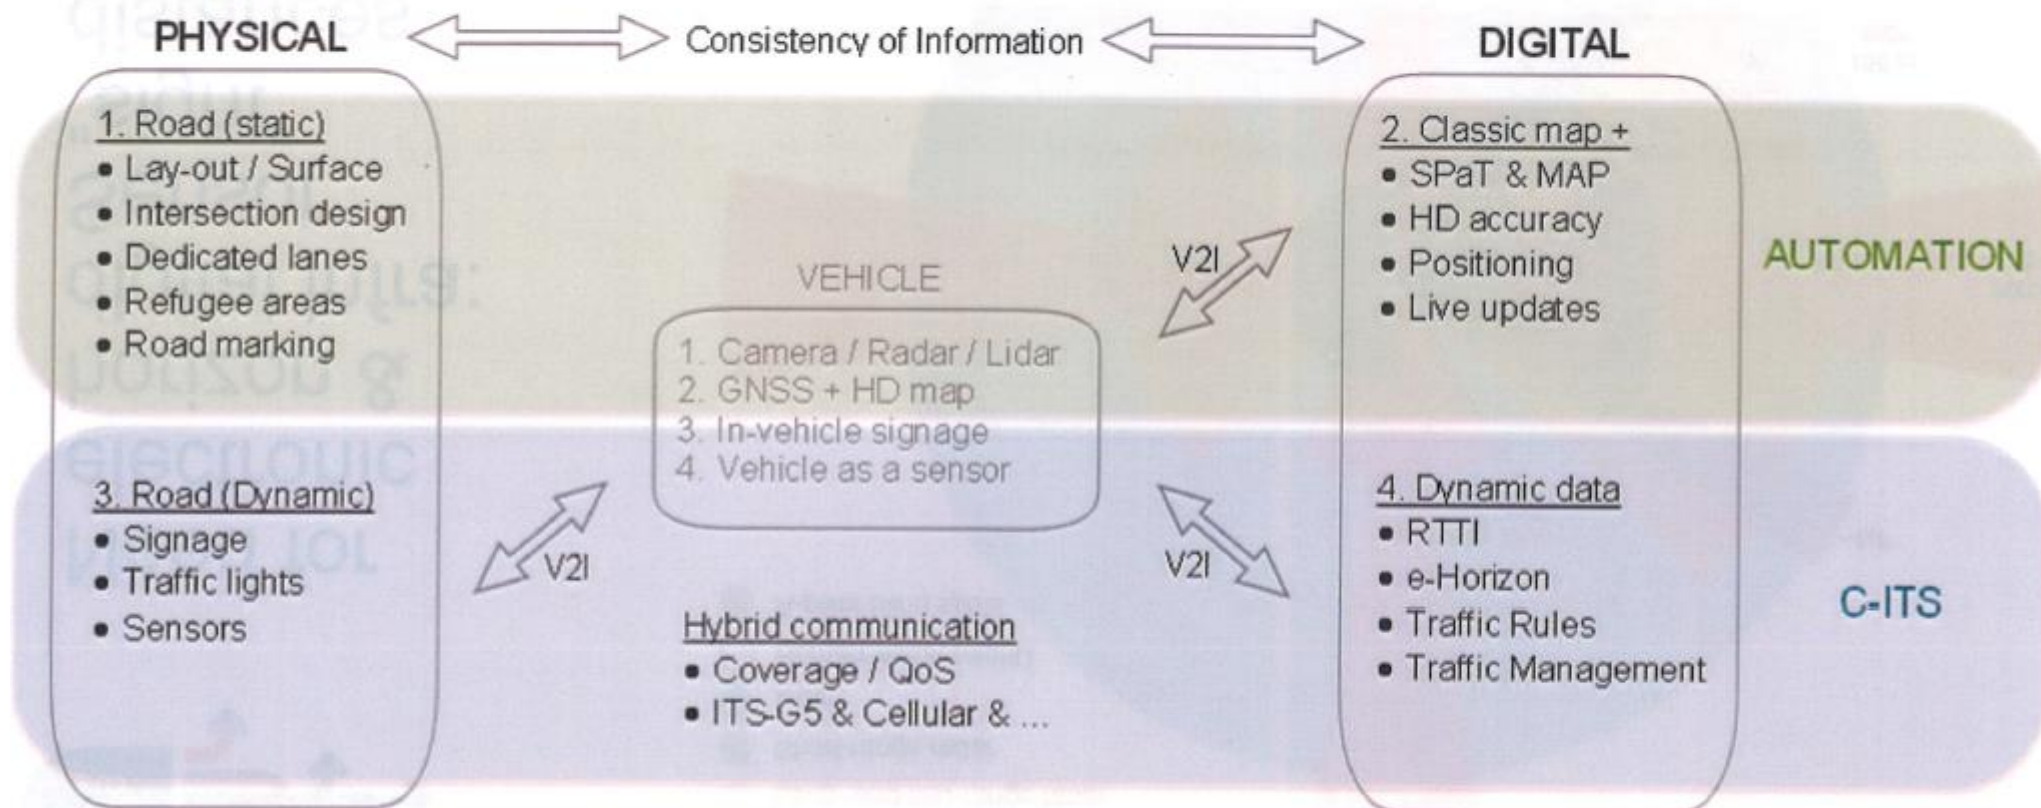 PHYSICAL
Consistency of Information
DIGITAL
1. Road (static)
• Lay-out / Surface
• Intersection design
• Dedicated lanes
• Refugee areas
• Road marking
3. Road (Dynamic)
• Signage
• Traffic lights
• Sensors
V2I
VEHICLE
1. Camera / Radar / Lidar
2. GNSS + HD map
3. In-vehicle signage
4. Vehicle as a sensor
Hybrid communication
• Coverage / QoS
• ITS-G5 & Cellular & ...
V2I
V2I
2. Classic map +
• SPaT & MAP
• HD accuracy
• Positioning
• Live updates
4. Dynamic data
• RTTI
• e-Horizon
• Traffic Rules
• Traffic Management
AUTOMATION
C-ITS